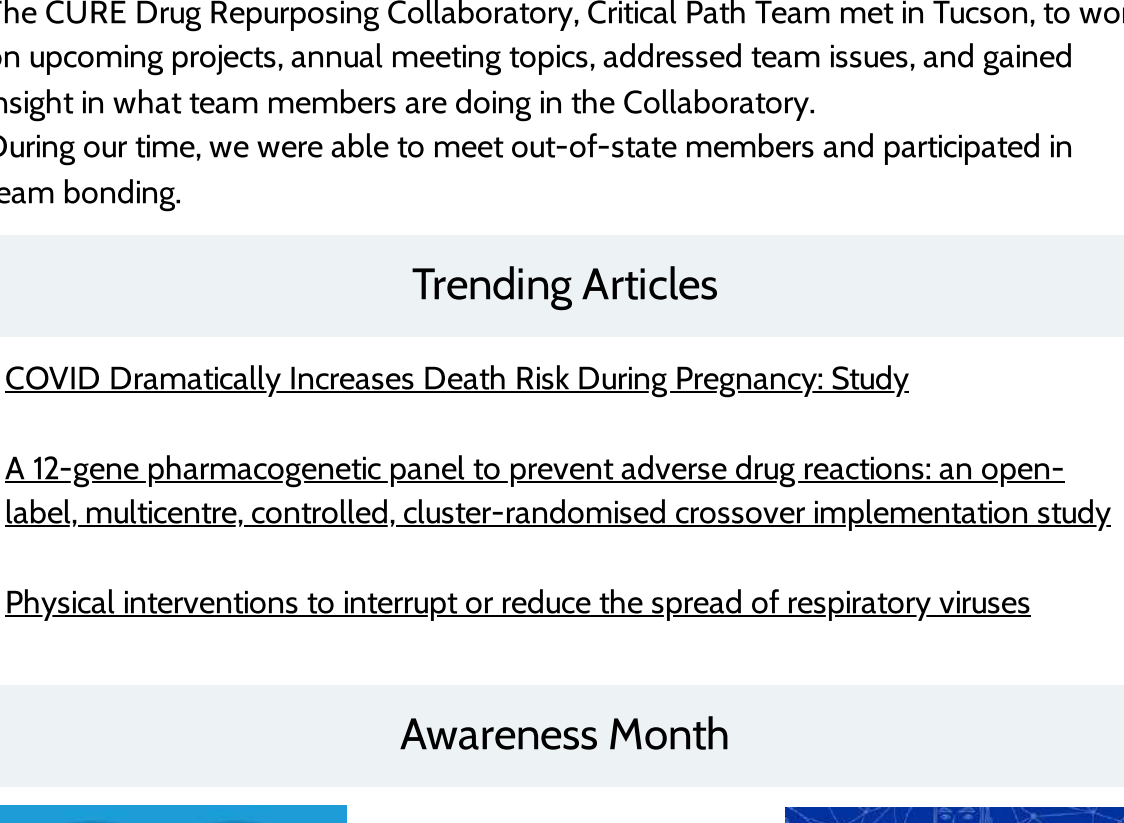 The CURE Drug Repurposing Collaboratory, Critical Path Team met in Tucson, to wor
on upcoming projects, annual meeting topics, addressed team issues, and gained
nsight in what team members are doing in the Collaboratory.
During our time, we were able to meet out-of-state members and participated in
eam bonding.
Trending Articles
COVID Dramatically Increases Death Risk During Pregnancy: Study
A 12-gene pharmacogenetic panel to prevent adverse drug reactions: an open-
label, multicentre, controlled, cluster-randomised crossover implementation study
Physical interventions to interrupt or reduce the spread of respiratory viruses
Awareness Month